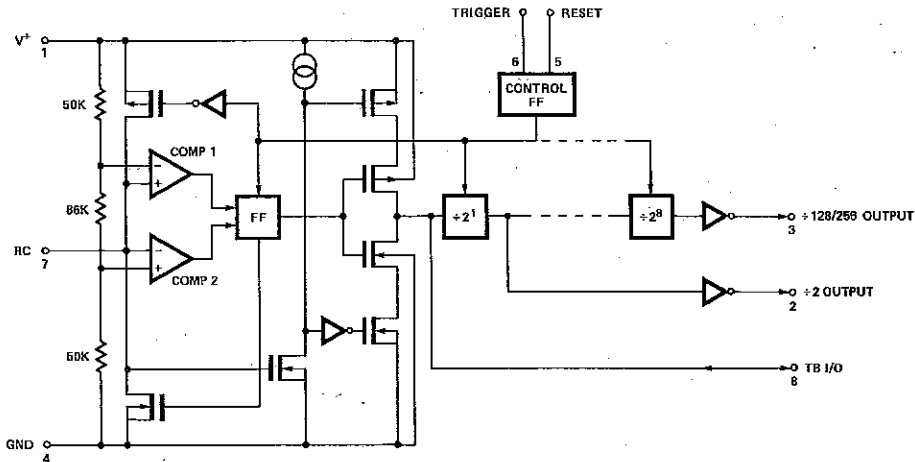 TRIGGER
RESET
V+
1
6
5
CONTROL
FF
50K
COMP 1
86K
FF
÷2¹
÷2⁸
÷128/256 OUTPUT
3
RC
7
COMP 2
÷2 OUTPUT
2
50K
TB I/O
8
GND
4